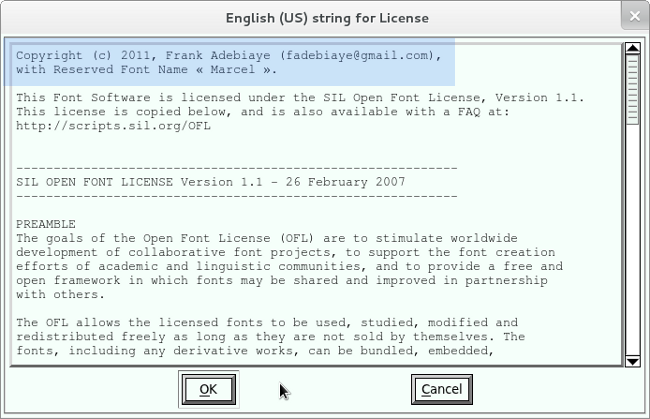 English (US) string for License
Copyright (c) 2011, Frank Adebiaye (fadebiaye@gmail.com),
with Reserved Font Name « Marcel ».
This Font Software is licensed under the SIL Open Font License, Version 1.1.
This license is copied below, and is also available with a FAQ at:
http://scripts.sil.org/OFL
-----------------------------------------------------------
SIL OPEN FONT LICENSE Version 1.1 - 26 February 2007
-----------------------------------------------------------
PREAMBLE
The goals of the Open Font License (OFL) are to stimulate worldwide
development of collaborative font projects, to support the font creation
efforts of academic and linguistic communities, and to provide a free and
open framework in which fonts may be shared and improved in partnership
with others.
The OFL allows the licensed fonts to be used, studied, modified and
redistributed freely as long as they are not sold by themselves. The
fonts, including any derivative works, can be bundled, embedded,
OK
Cancel